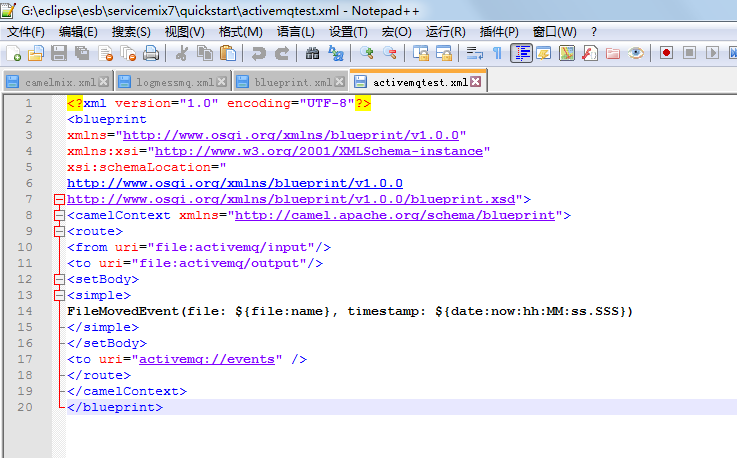 G:\eclipse\esb\servicemix7\quickstart\activemqtest.xml - Notepad++
文件(F) 编辑(E) 搜索(S) 视图(V) 格式(M) 语言(L) 设置(T) 宏(O) 运行(R) 插件(P) 窗口(W) ?
camelmix.xml logmessmq.xml blueprint.xml activemqtest.xml
1 <?xml version="1.0" encoding="UTF-8"?>
2 <blueprint
3 xmlns="http://www.osgi.org/xmlns/blueprint/v1.0.0"
4 xmlns:xsi="http://www.w3.org/2001/XMLSchema-instance"
5 xsi:schemaLocation="
6 http://www.osgi.org/xmlns/blueprint/v1.0.0
7 http://www.osgi.org/xmlns/blueprint/v1.0.0/blueprint.xsd">
8 <camelContext xmlns="http://camel.apache.org/schema/blueprint">
9 <route>
10 <from uri="file:activemq/input"/>
11 <to uri="file:activemq/output"/>
12 <setBody>
13 <simple>
14 FileMovedEvent(file: ${file:name}, timestamp: ${date:now:hh:MM:ss.SSS})
15 </simple>
16 </setBody>
17 <to uri="activemq://events" />
18 </route>
19 </camelContext>
20 </blueprint>